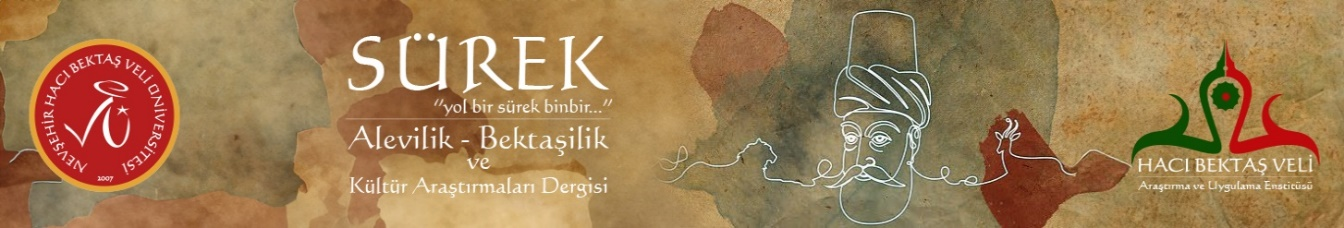 NEVŞEHİR HACI BEKTAŞ VELİ ÜNİVERSİTESİ
2007
SÜREK
"yol bir sürek binbir..."
Alevilik - Bektaşilik
ve
Kültür Araştırmaları Dergisi
HACI BEKTAŞ VELİ
Araştırma ve Uygulama Enstitüsü